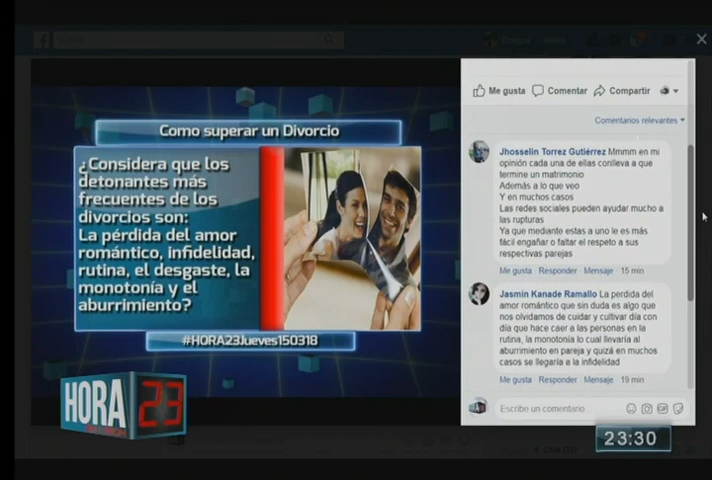 Como superar un Divorcio
¿Considera que los
detonantes más
frecuentes de los
divorcios son:
La pérdida del amor
romántico, infidelidad,
rutina, el desgaste, la
monotonía y el
aburrimiento?
#HORA23Jueves150318
HORA 23
Me gusta Comentar Compartir
Comentarios relevantes
Jhosselin Torrez Gutiérrez Mmmm en mi
opinión cada una de ellas conlleva a que
termine un matrimonio
Además a lo que veo
Y en muchos casos
Las redes sociales pueden ayudar mucho a
las rupturas
Ya que mediante estas a uno le es más
fácil engañar o faltar el respeto a sus
respectivas parejas
Me gusta Responder Mensaje 15 min
Jasmin Kanade Ramallo La perdida del
amor romántico que sin duda es algo que
nos olvidamos de cuidar y cultivar día con
día que hace caer a las personas en la
rutina, la monotonía lo cual llevaría al
aburrimiento en pareja y quizá en muchos
casos se llegaría a la infidelidad
Me gusta Responder Mensaje 19 min
Escribe un comentario...
23:30